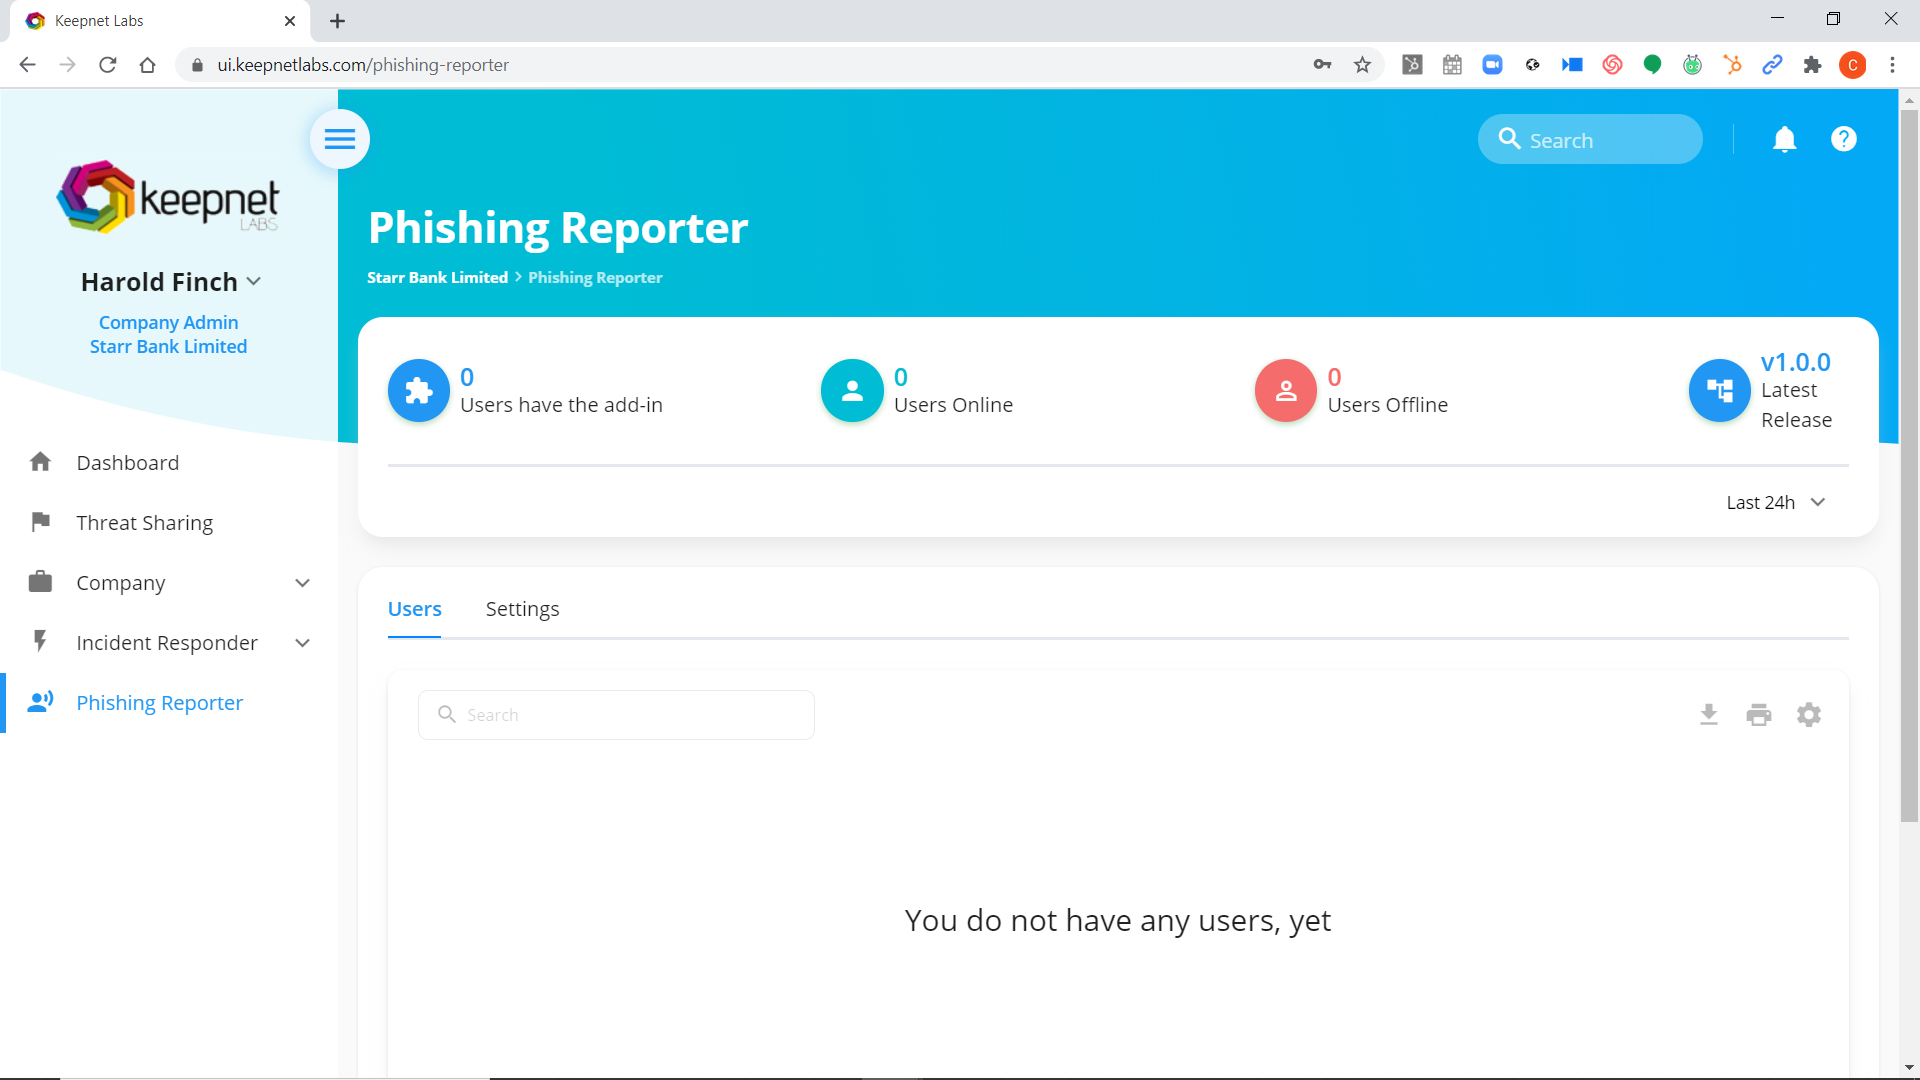 Keepnet Labs
ui.keepnetlabs.com/phishing-reporter
C
keepnet
LABS
Harold Finch
Company Admin
Starr Bank Limited
Dashboard
Threat Sharing
Company
Incident Responder
Phishing Reporter
Search
Phishing Reporter
Starr Bank Limited > Phishing Reporter
0
Users have the add-in
0
Users Online
0
Users Offline
v1.0.0
Latest
Release
Last 24h
Users Settings
Search
You do not have any users, yet